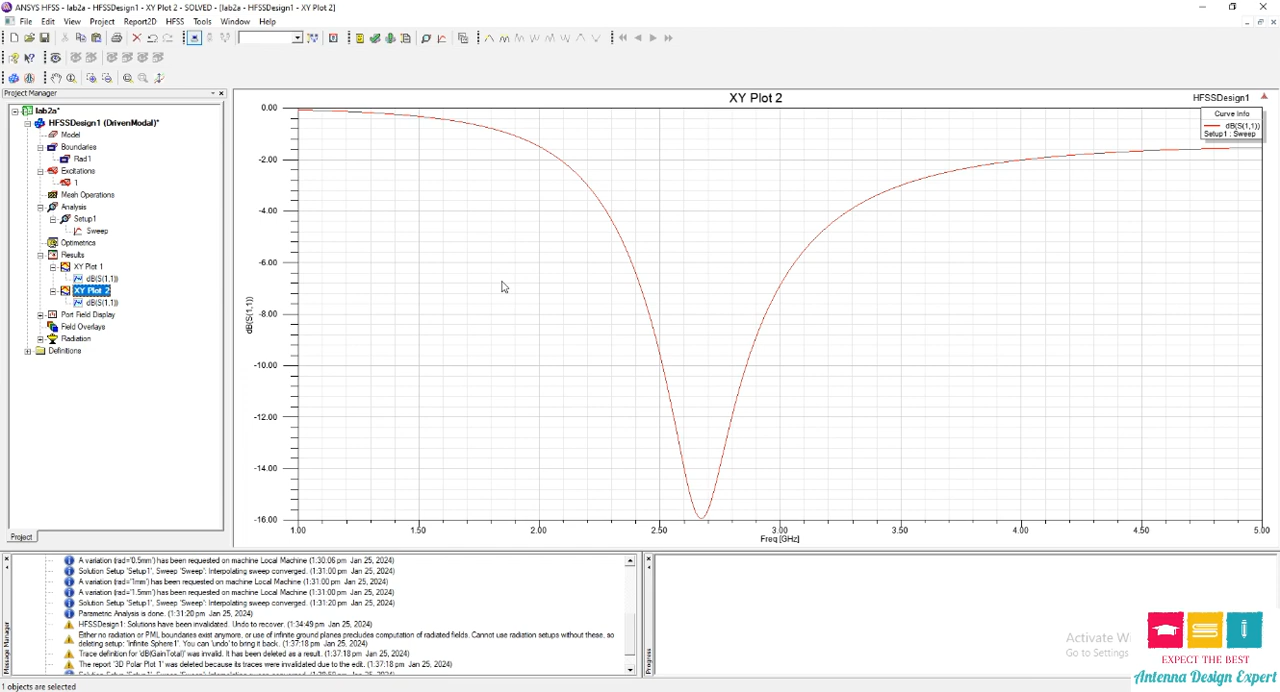 ANSYS HFSS - lab2a - HFSSDesign1 - XY Plot 2 - SOLVED - [lab2a - HFSSDesign1 - XY Plot 2]
File Edit View Project Report2D HFSS Tools Window Help
Project Manager
lab2a*
HFSSDesign1 (DrivenModal)*
Model
Boundaries
Rad1
Excitations
1
Mesh Operations
Analysis
Setup1
Sweep
Optimetrics
Results
XY Plot 1
dB(S(1,1))
XY Plot 2
dB(S(1,1))
Port Field Display
Field Overlays
Radiation
Definitions
Project
XY Plot 2
HFSSDesign1
Curve Info
dB(S(1,1))
Setup1 : Sweep
0.00
-2.00
-4.00
-6.00
-8.00
-10.00
-12.00
-14.00
-16.00
dB(S(1,1))
1.00 1.50 2.00 2.50 3.00 3.50 4.00 4.50 5.00
Freq [GHz]
A variation (rad='0.5mm') has been requested on machine Local Machine (1:30:06 pm Jan 25, 2024)
Solution Setup 'Setup1', Sweep 'Sweep': Interpolating sweep converged. (1:31:00 pm Jan 25, 2024)
A variation (rad='1mm') has been requested on machine Local Machine (1:31:00 pm Jan 25, 2024)
A variation (rad='1.5mm') has been requested on machine Local Machine (1:31:00 pm Jan 25, 2024)
Solution Setup 'Setup1', Sweep 'Sweep': Interpolating sweep converged. (1:31:20 pm Jan 25, 2024)
Parametric Analysis is done. (1:31:20 pm Jan 25, 2024)
HFSSDesign1: Solutions have been invalidated. Undo to recover. (1:34:49 pm Jan 25, 2024)
Either no radiation or PML boundaries exist anymore, or use of infinite ground planes precludes computation of radiated fields. Cannot use radiation setups without these, so
deleting setup: 'Infinite Sphere1'. You can 'undo' to bring it back. (1:37:18 pm Jan 25, 2024)
Trace definition for 'dB(GainTotal)' was invalid. It has been deleted as a result. (1:37:18 pm Jan 25, 2024)
The report '3D Polar Plot 1' was deleted because its traces were invalidated due to the edit. (1:37:18 pm Jan 25, 2024)
Message Manager
Progress
Activate Wi
Go to Settings
EXPECT THE BEST
Antenna Design Expert
1 objects are selected